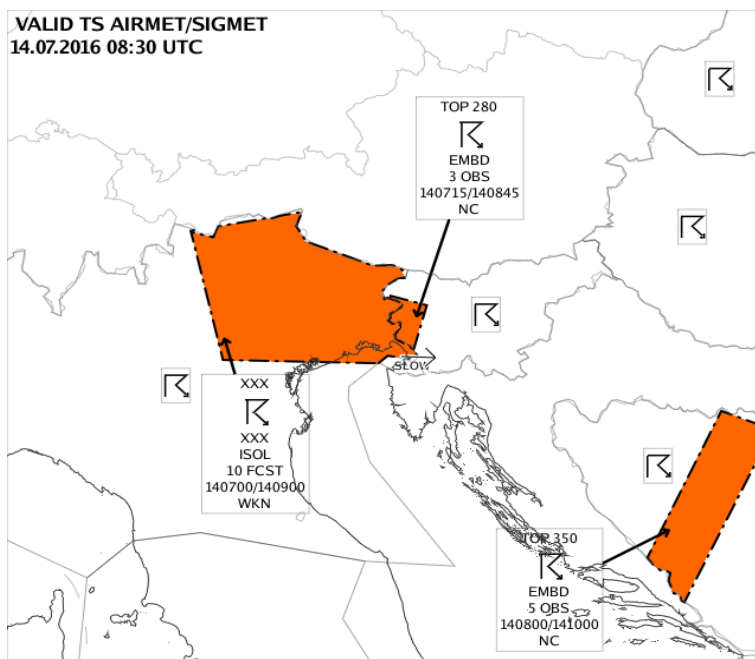 VALID TS AIRMET/SIGMET
14.07.2016 08:30 UTC
TOP 280
EMBD
3 OBS
140715/140845
NC
SLOW
XXX
XXX
ISOL
10 FCST
140700/140900
WKN
TOP 350
EMBD
5 OBS
140800/141000
NC